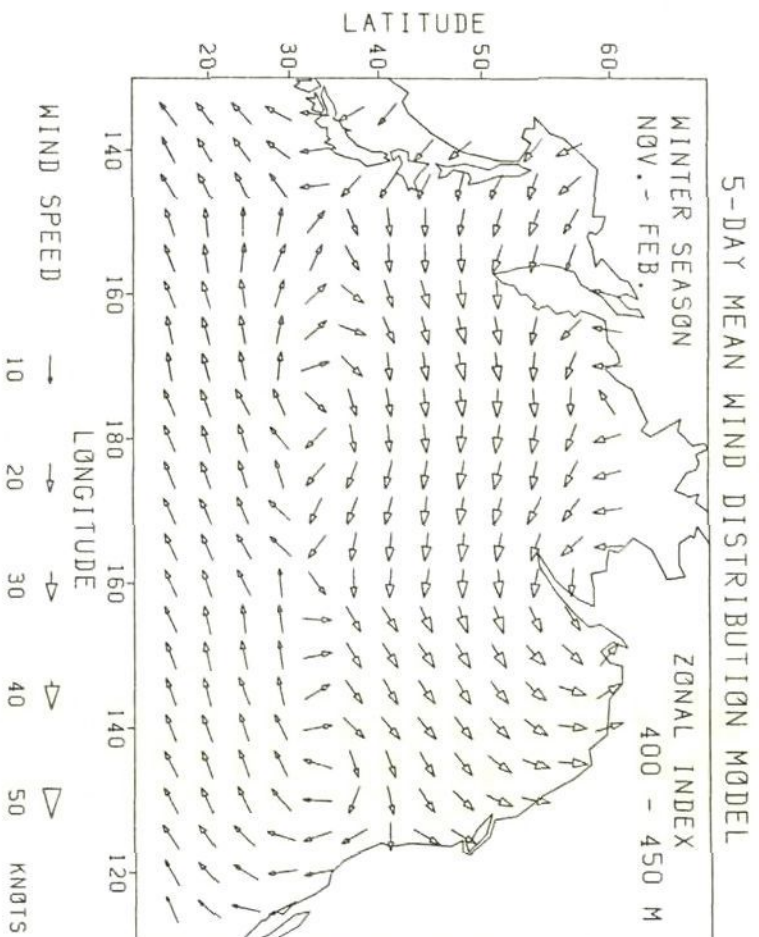 5-DAY MEAN WIND DISTRIBUTION MODEL
WINTER SEASON
NOV.- FEB.
ZONAL INDEX
400 - 450 M
LATITUDE
60
50
40
30
20
140
160
180
160
140
120
LONGITUDE
WIND SPEED
10
20
30
40
50
KNOTS